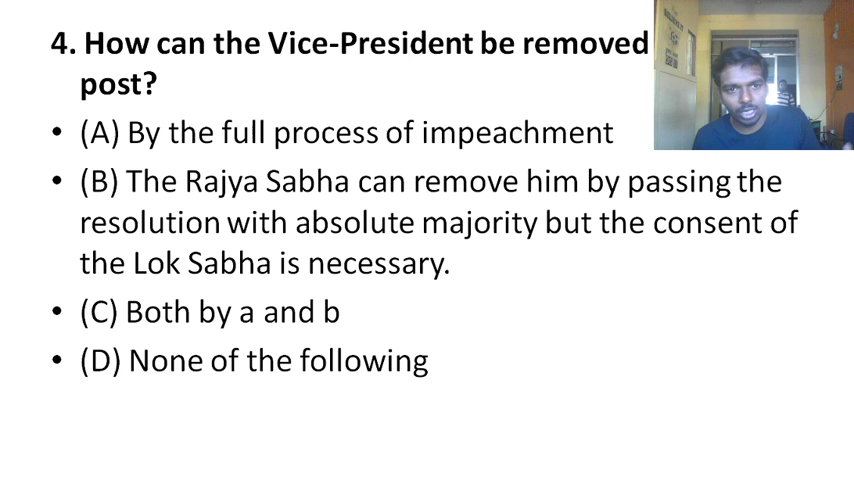 4. How can the Vice-President be removed
post?
• (A) By the full process of impeachment
• (B) The Rajya Sabha can remove him by passing the
resolution with absolute majority but the consent of
the Lok Sabha is necessary.
• (C) Both by a and b
• (D) None of the following